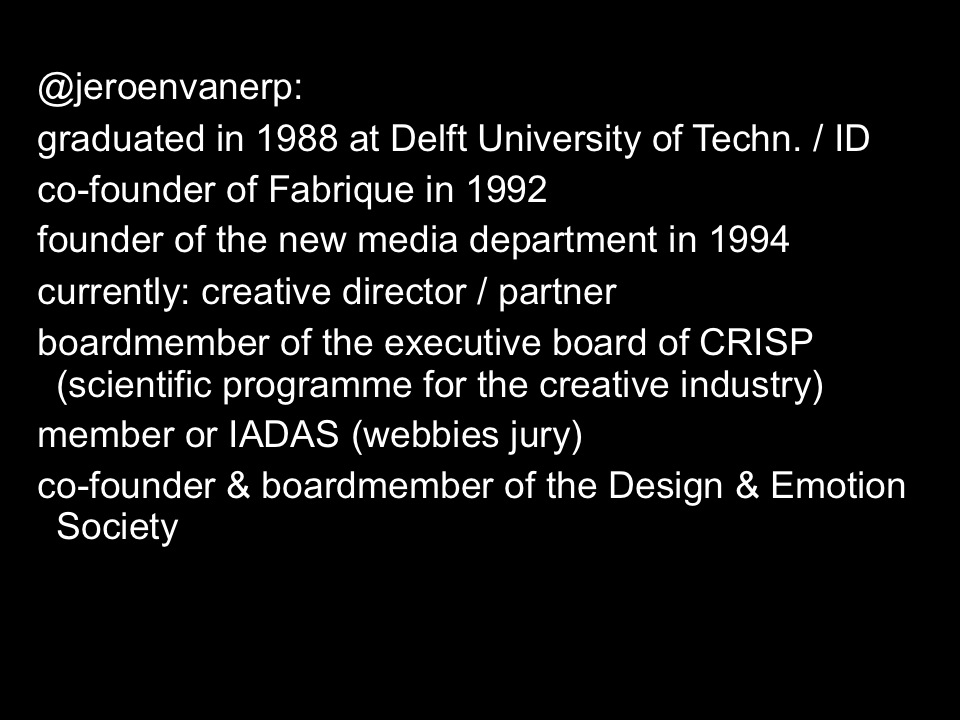 @jeroenvanerp:
graduated in 1988 at Delft University of Techn. / ID
co-founder of Fabrique in 1992
founder of the new media department in 1994
currently: creative director / partner
boardmember of the executive board of CRISP
(scientific programme for the creative industry)
member or IADAS (webbies jury)
co-founder & boardmember of the Design & Emotion
Society